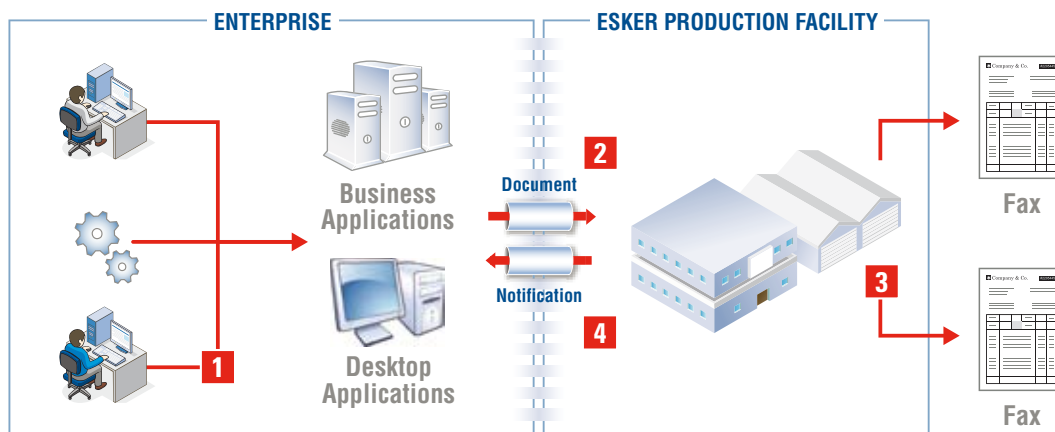 ENTERPRISE
ESKER PRODUCTION FACILITY
Business
Applications
Desktop
Applications
1
2
Document
Notification
4
3
Company & Co.
Fax
Company & Co.
Fax